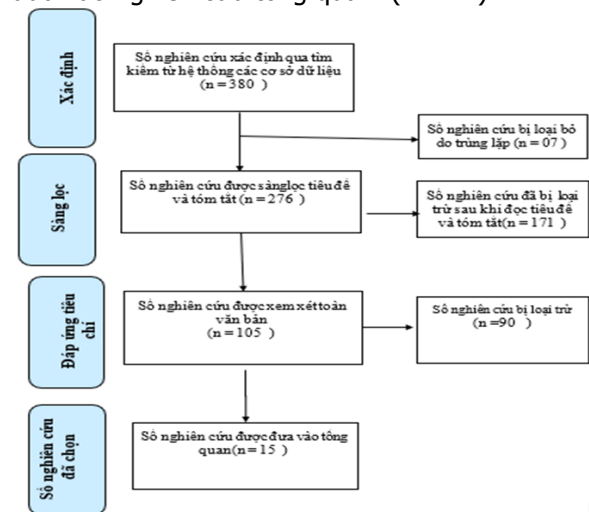 Xác định
Số nghiên cứu xác định qua tìm
kiếm từ hệ thống các cơ sở dữ liệu
(n = 380 )
Số nghiên cứu bị loại bỏ
do trùng lặp (n = 07 )
Sàng lọc
Số nghiên cứu được sàng lọc tiêu đề
và tóm tắt (n = 276 )
Số nghiên cứu đã bị loại
trừ sau khi đọc tiêu đề
và tóm tắt(n = 171 )
Đáp ứng tiêu
chí
Số nghiên cứu được xem xét toàn
văn bản
(n = 105 )
Số nghiên cứu bị loại trừ
(n =90 )
Số nghiên cứu
đã chọn
Số nghiên cứu được đưa vào tổng
quan(n = 15 )